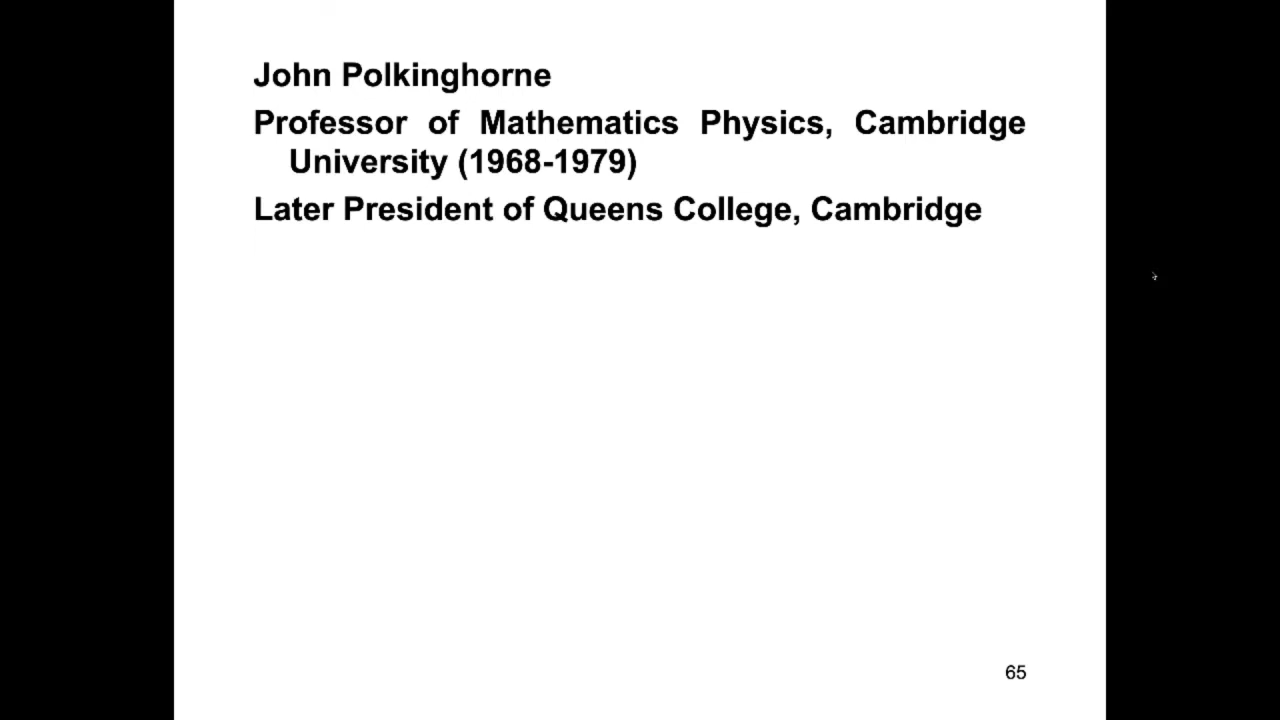 John Polkinghorne
Professor of Mathematics Physics, Cambridge
University (1968-1979)
Later President of Queens College, Cambridge
65